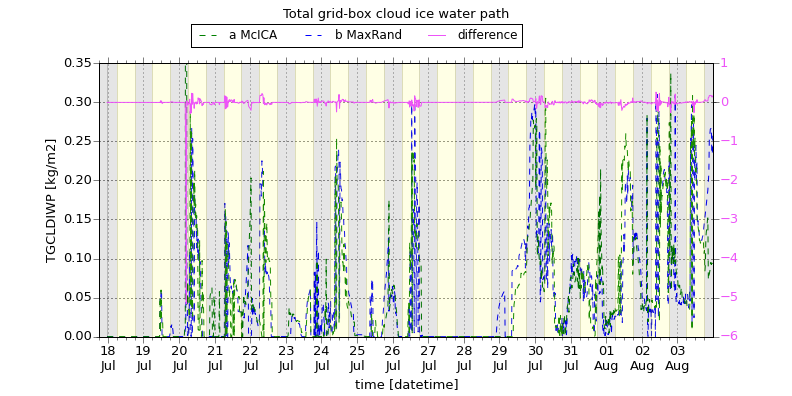 Total grid-box cloud ice water path
a McICA b MaxRand difference
0.35 1
0.30 0
0.25 −1
0.20 −2
0.15 −3
0.10 −4
0.05 −5
0.00 −6
TGCLDIWP [kg/m2]
18 19 20 21 22 23 24 25 26 27 28 29 30 31 01 02 03
Jul Jul Jul Jul Jul Jul Jul Jul Jul Jul Jul Jul Jul Jul Aug Aug Aug
time [datetime]